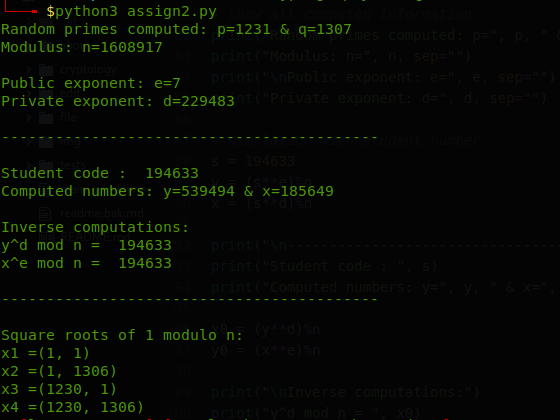 $python3 assign2.py
Random primes computed: p=1231 & q=1307
Modulus: n=1608917
Public exponent: e=7
Private exponent: d=229483
------------------------------------------
Student code :  194633
Computed numbers: y=539494 & x=185649
Inverse computations:
y^d mod n =  194633
x^e mod n =  194633
------------------------------------------
Square roots of 1 modulo n:
x1 =(1, 1)
x2 =(1, 1306)
x3 =(1230, 1)
x4 =(1230, 1306)